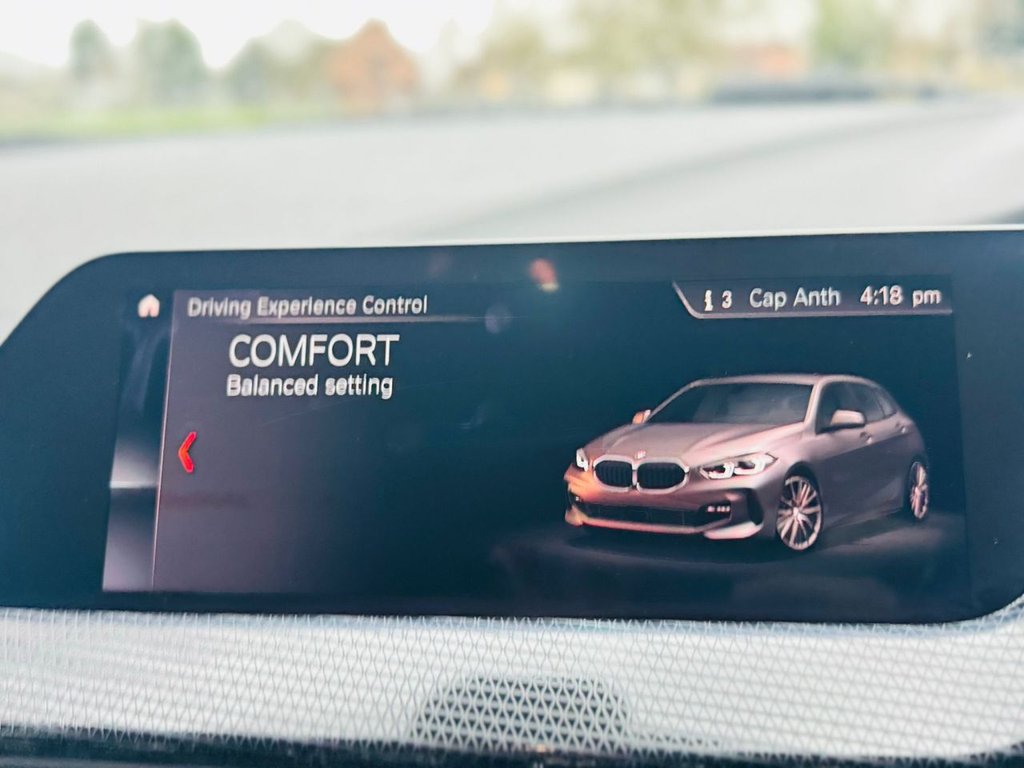 Driving Experience Control
i 3 Cap Anth 4:18 pm
COMFORT
Balanced setting